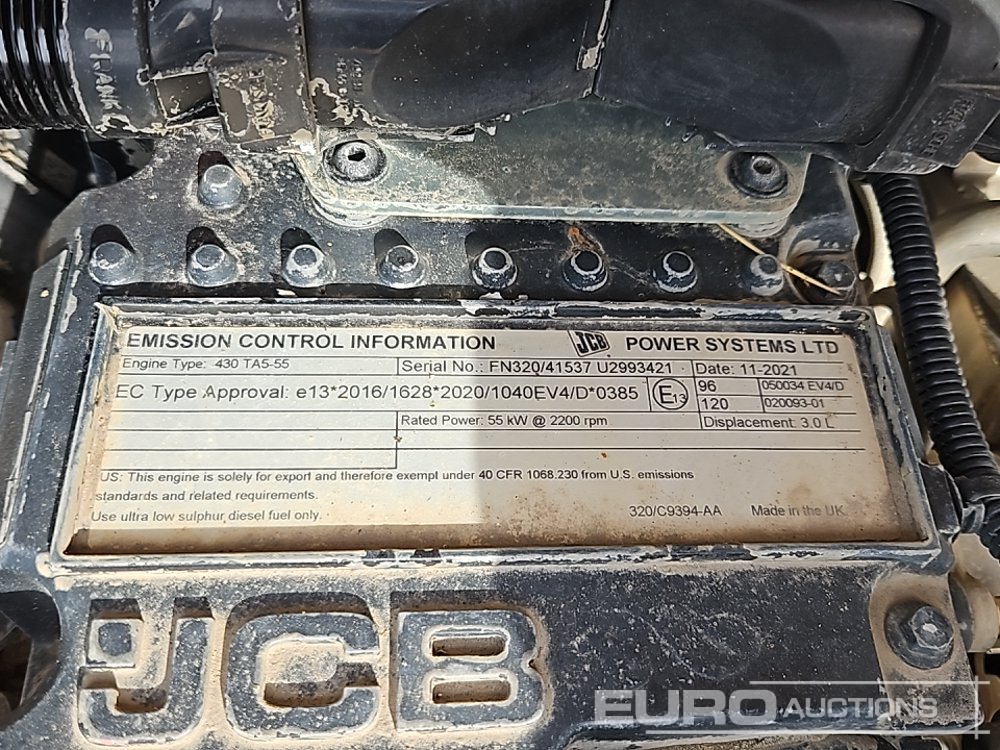 FLANK
EMISSION CONTROL INFORMATION JCB POWER SYSTEMS LTD
Engine Type: 430 TA5-55 Serial No.: FN320/41537 U2993421 Date: 11-2021
EC Type Approval: e13*2016/1628*2020/1040EV4/D*0385 E13 96 050034 EV4/D
120 020093-01
Rated Power: 55 kW @ 2200 rpm Displacement: 3.0 L
US: This engine is solely for export and therefore exempt under 40 CFR 1068.230 from U.S. emissions
standards and related requirements.
Use ultra low sulphur diesel fuel only. 320/C9394-AA Made in the UK
JCB
EURO AUCTIONS